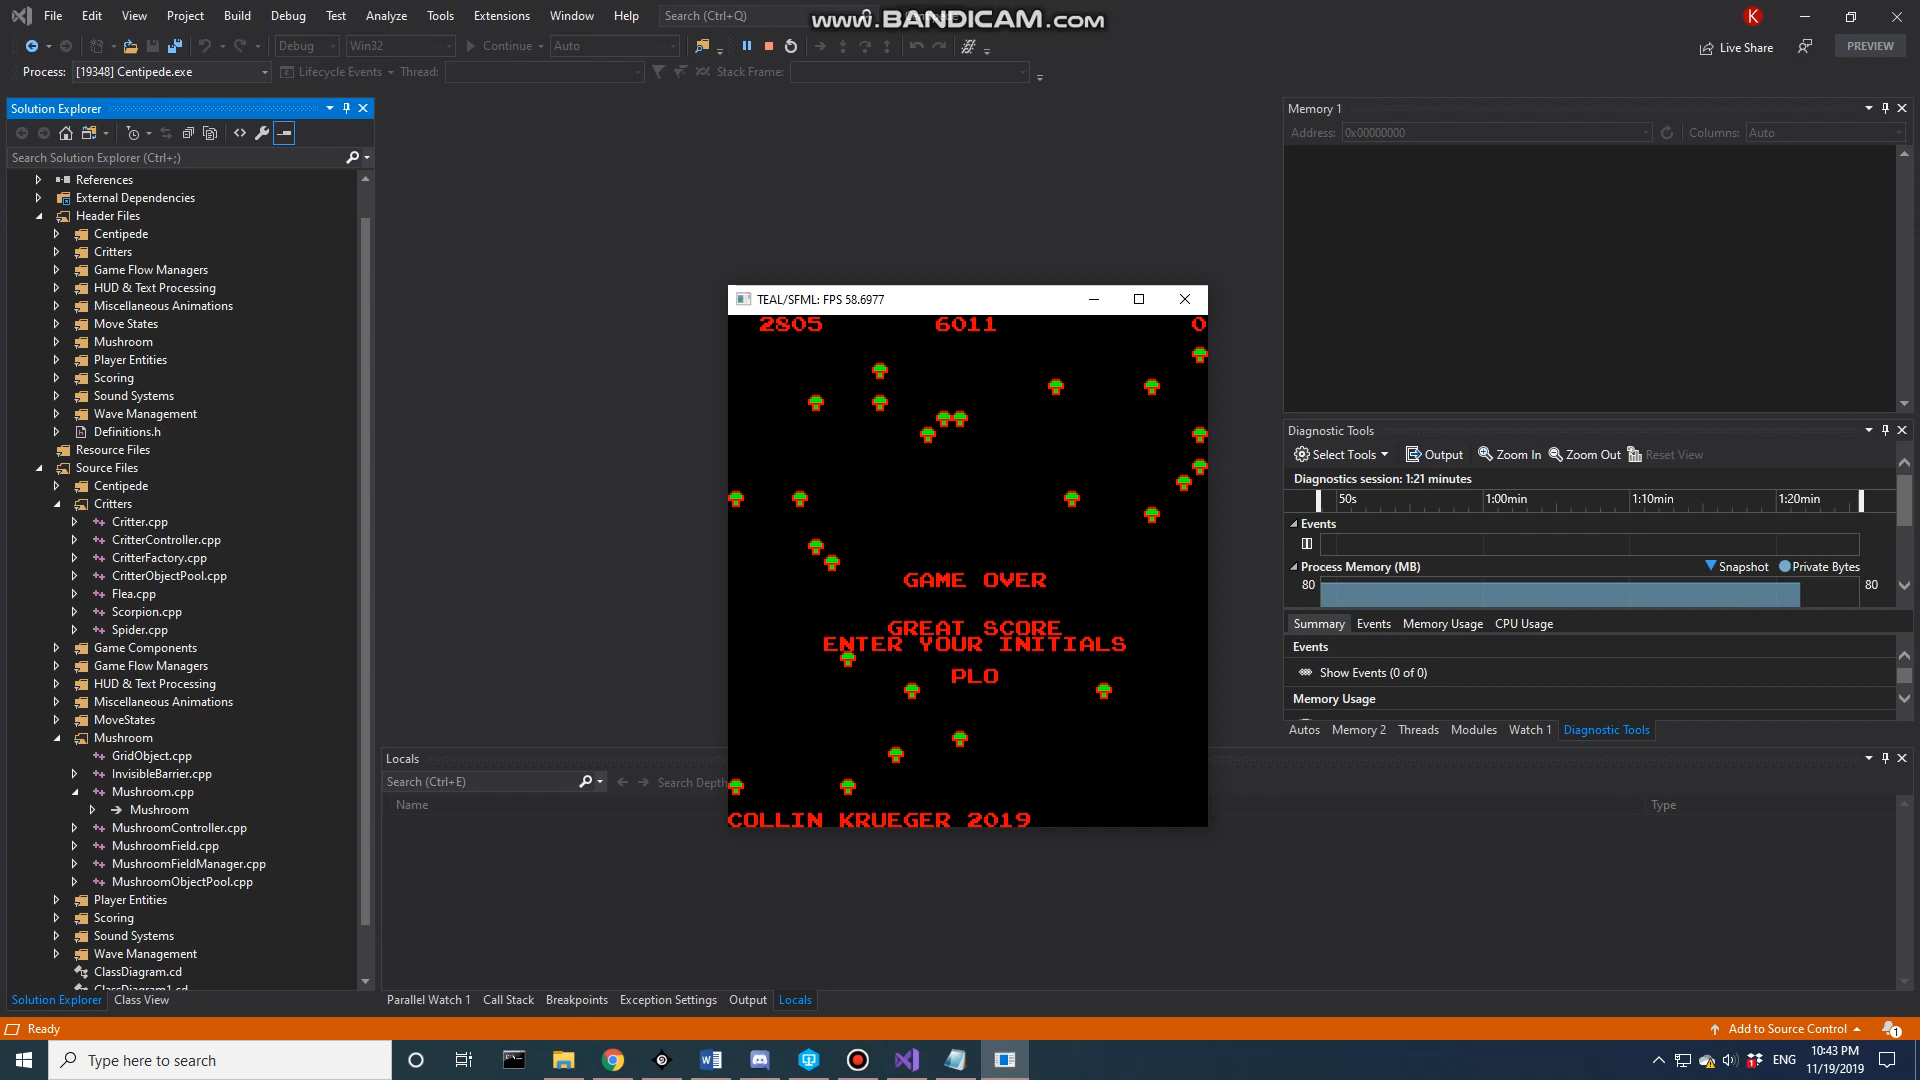 File Edit View Project Build Debug Test Analyze Tools Extensions Window Help Search (Ctrl+Q)
www.BANDICAM.com
K
Debug Win32 Continue Auto
Live Share PREVIEW
Process: [19348] Centipede.exe Lifecycle Events Thread: Stack Frame:
Solution Explorer
Search Solution Explorer (Ctrl+;)
References
External Dependencies
Header Files
Centipede
Critters
Game Flow Managers
HUD & Text Processing
Miscellaneous Animations
Move States
Mushroom
Player Entities
Scoring
Sound Systems
Wave Management
Definitions.h
Resource Files
Source Files
Centipede
Critters
Critter.cpp
CritterController.cpp
CritterFactory.cpp
CritterObjectPool.cpp
Flea.cpp
Scorpion.cpp
Spider.cpp
Game Components
Game Flow Managers
HUD & Text Processing
Miscellaneous Animations
MoveStates
Mushroom
GridObject.cpp
InvisibleBarrier.cpp
Mushroom.cpp
Mushroom
MushroomController.cpp
MushroomField.cpp
MushroomFieldManager.cpp
MushroomObjectPool.cpp
Player Entities
Scoring
Sound Systems
Wave Management
ClassDiagram.cd
ClassDiagram1.cd
Solution Explorer Class View
TEAL/SFML: FPS 58.6977
2805 6011 0
GAME OVER
GREAT SCORE
ENTER YOUR INITIALS
PLO
COLLIN KRUEGER 2019
Memory 1
Address: 0x00000000 Columns: Auto
Diagnostic Tools
Select Tools Output Zoom In Zoom Out Reset View
Diagnostics session: 1:21 minutes
50s 1:00min 1:10min 1:20min
Events
Process Memory (MB) Snapshot Private Bytes
80 80
Summary Events Memory Usage CPU Usage
Events
Show Events (0 of 0)
Memory Usage
Autos Memory 2 Threads Modules Watch 1 Diagnostic Tools
Locals
Search (Ctrl+E) Search Depth
Name Type
Parallel Watch 1 Call Stack Breakpoints Exception Settings Output Locals
Ready Add to Source Control 1
Type here to search
ENG 10:43 PM
11/19/2019